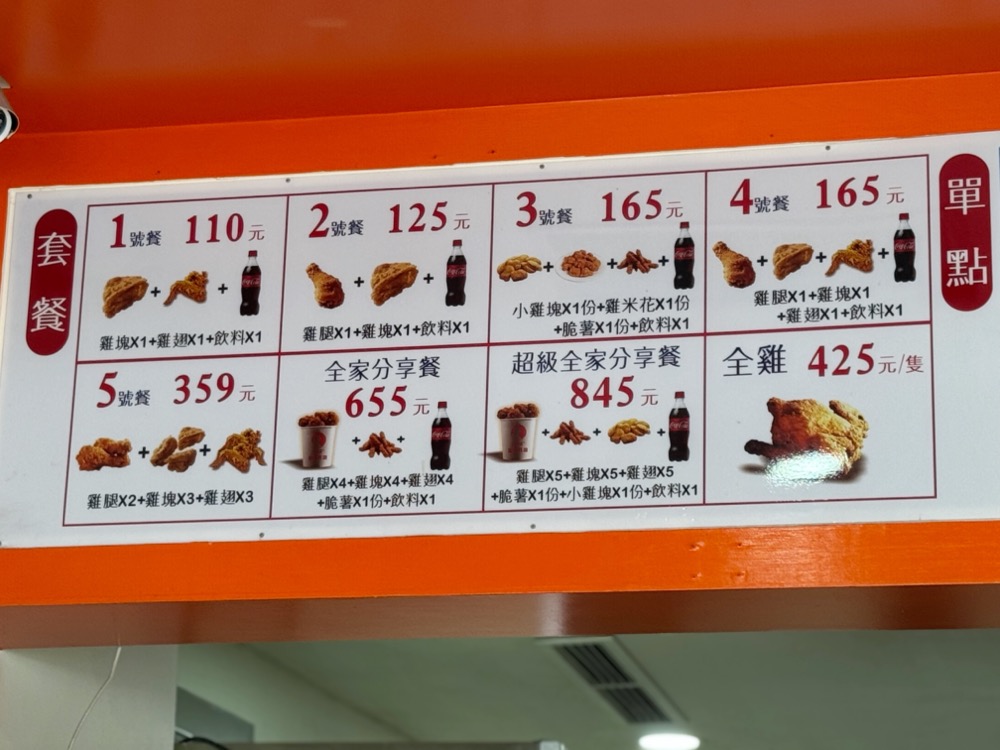 套餐
1號餐 110元
雞塊X1+雞翅X1+飲料X1
2號餐 125元
雞腿X1+雞塊X1+飲料X1
3號餐 165元
小雞塊X1份+雞米花X1份
+脆薯X1份+飲料X1
4號餐 165元
雞腿X1+雞塊X1
+雞翅X1+飲料X1
5號餐 359元
雞腿X2+雞塊X3+雞翅X3
全家分享餐
655元
雞腿X4+雞塊X4+雞翅X4
+脆薯X1份+飲料X1
超級全家分享餐
845元
雞腿X5+雞塊X5+雞翅X5
+脆薯X1份+小雞塊X1份+飲料X1
全雞 425元/隻
單點